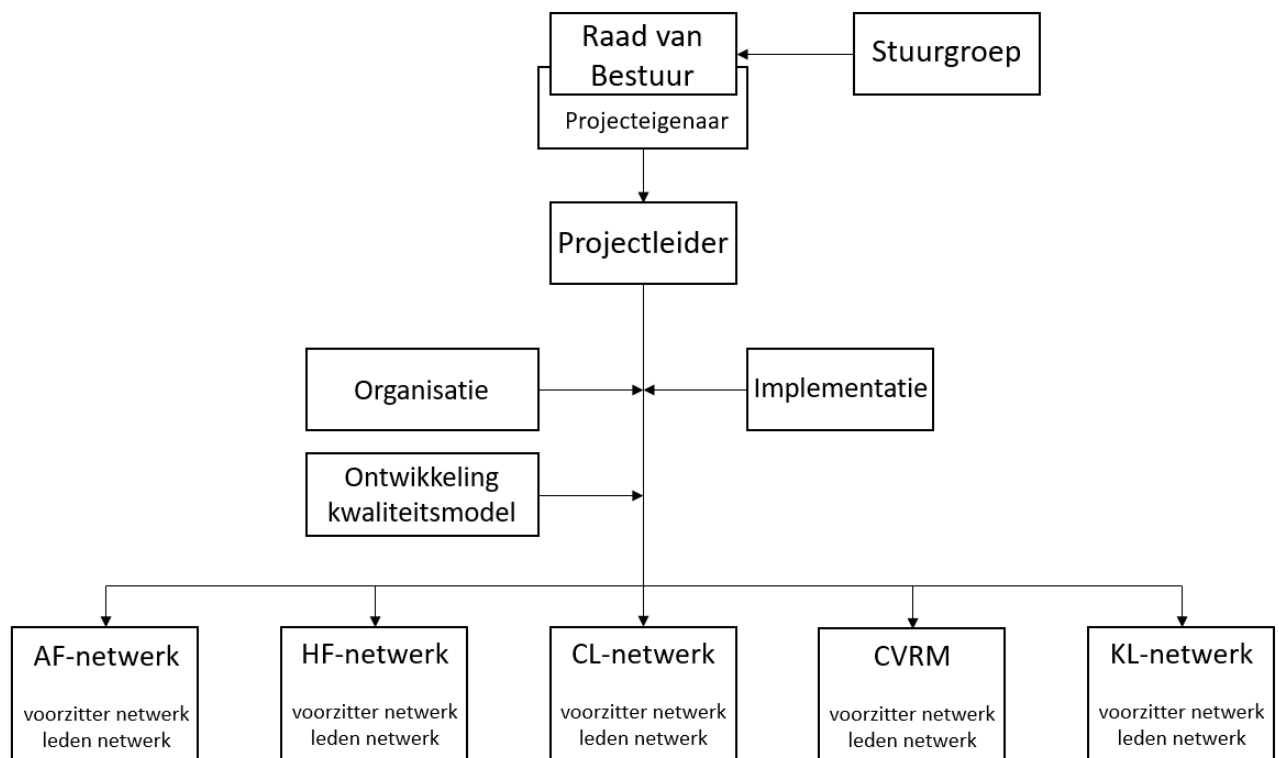 Raad van
Bestuur
Stuurgroep
Projecteigenaar
Projectleider
Organisatie
Implementatie
Ontwikkeling
kwaliteitsmodel
AF-netwerk
voorzitter netwerk
leden netwerk
HF-netwerk
voorzitter netwerk
leden netwerk
CL-netwerk
voorzitter netwerk
leden netwerk
CVRM
voorzitter netwerk
leden netwerk
KL-netwerk
voorzitter netwerk
leden netwerk